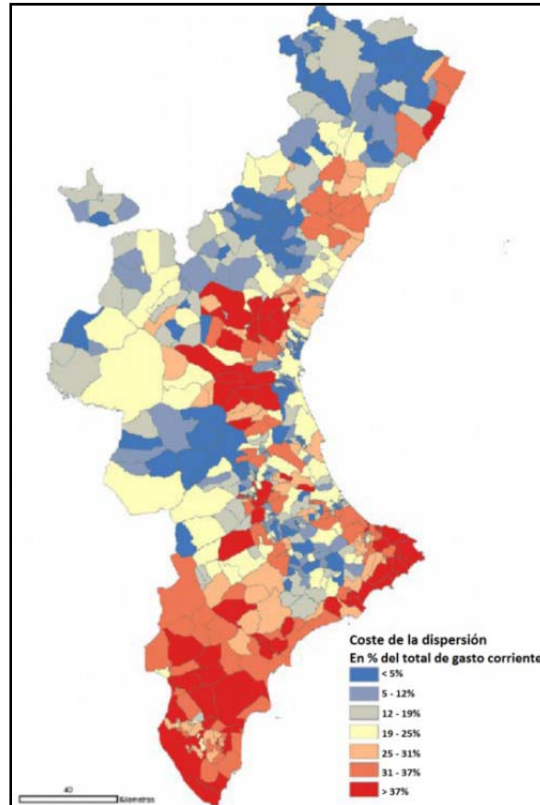 Coste de la dispersión
En % del total de gasto corriente
< 5%
5 - 12%
12 - 19%
19 - 25%
25 - 31%
31 - 37%
> 37%
40
Kilometros